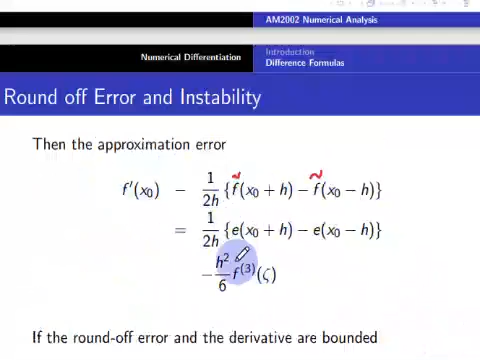 AM2002 Numerical Analysis
Numerical Differentiation
Introduction
Difference Formulas
Round off Error and Instability
Then the approximation error
f′(x₀) − 1/2h {f̃(x₀ + h) − f̃(x₀ − h)}
= 1/2h {e(x₀ + h) − e(x₀ − h)}
− h²/6 f⁽³⁾(ζ)
If the round-off error and the derivative are bounded